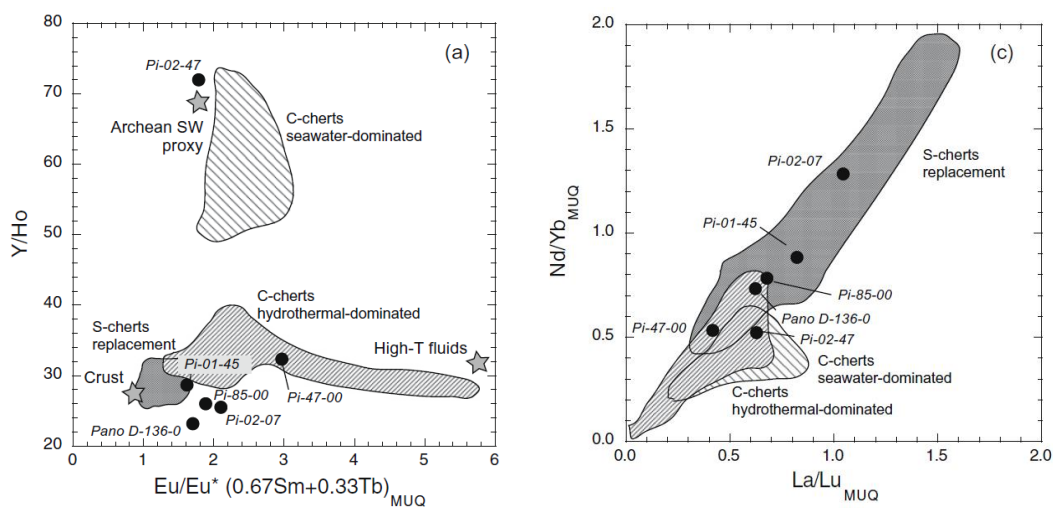 (a)
80
70
60
50
40
30
20
Y/Ho
Pi-02-47
Archean SW
proxy
C-cherts
seawater-dominated
C-cherts
hydrothermal-dominated
S-cherts
replacement
Pi-01-45
High-T fluids
Crust
Pi-85-00
Pi-47-00
Pi-02-07
Pano D-136-0
0 1 2 3 4 5 6
Eu/Eu* (0.67Sm+0.33Tb)MUQ
(c)
2.0
1.5
1.0
0.5
0.0
Nd/YbMUQ
Pi-02-07
S-cherts
replacement
Pi-01-45
Pi-85-00
Pano D-136-0
Pi-47-00
Pi-02-47
C-cherts
seawater-dominated
C-cherts
hydrothermal-dominated
0.0 0.5 1.0 1.5 2.0
La/LuMUQ